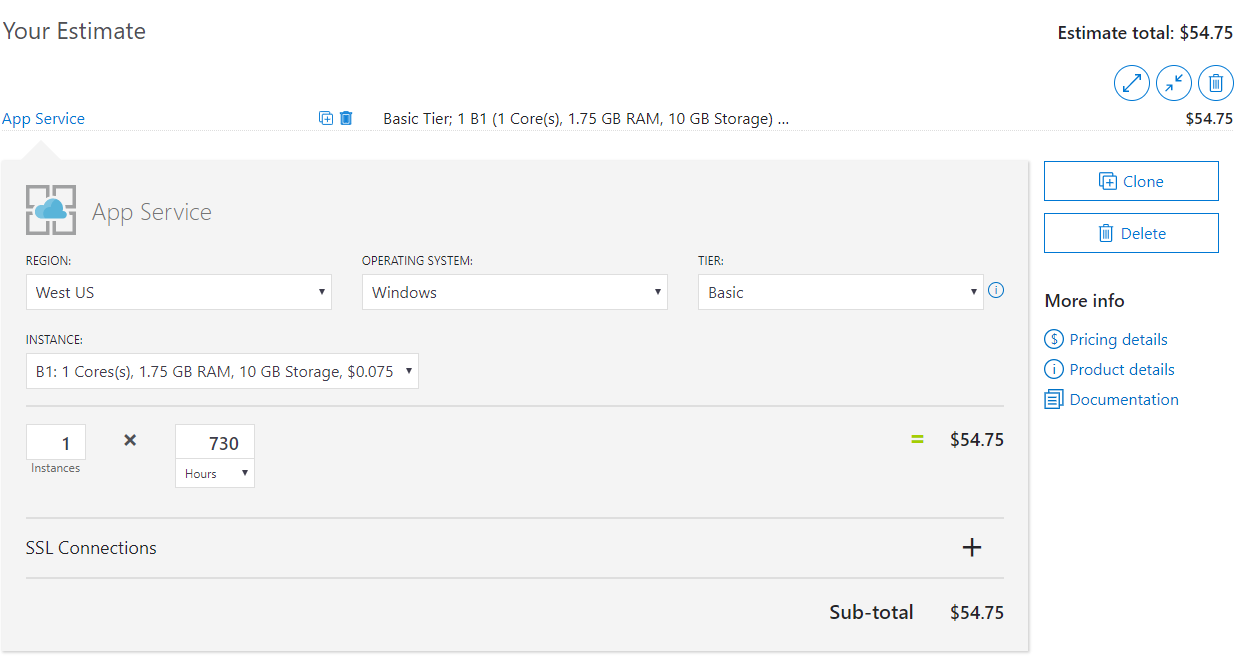 Your Estimate
Estimate total: $54.75
App Service
Basic Tier; 1 B1 (1 Core(s), 1.75 GB RAM, 10 GB Storage) ...
$54.75
App Service
REGION:
OPERATING SYSTEM:
TIER:
West US
Windows
Basic
INSTANCE:
B1: 1 Cores(s), 1.75 GB RAM, 10 GB Storage, $0.075
1
Instances
×
730
Hours
=
$54.75
SSL Connections
Sub-total
$54.75
Clone
Delete
More info
Pricing details
Product details
Documentation